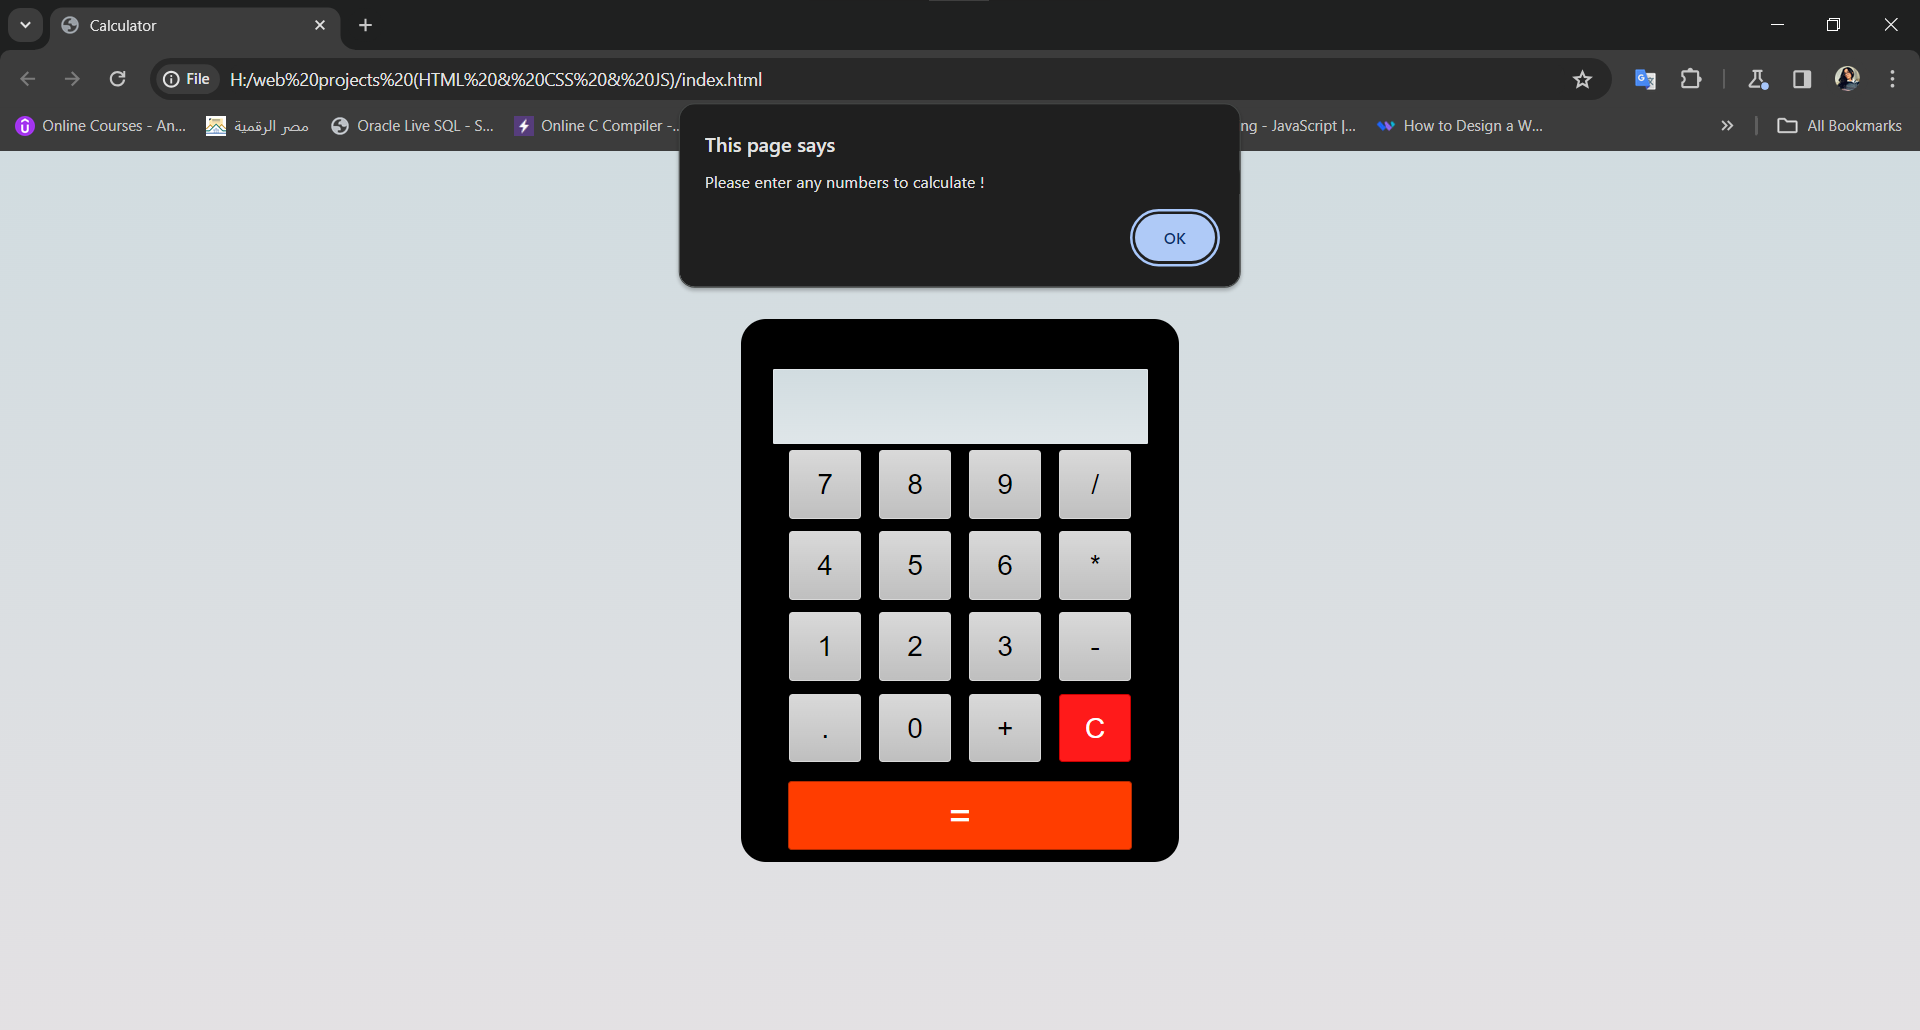 Calculator
File H:/web%20projects%20(HTML%20&%20CSS%20&%20JS)/index.html
Online Courses - An... مصر الرقمية Oracle Live SQL - S... Online C Compiler -... ng - JavaScript |... How to Design a W... All Bookmarks
This page says
Please enter any numbers to calculate !
OK
7 8 9 /
4 5 6 *
1 2 3 -
. 0 + C
=